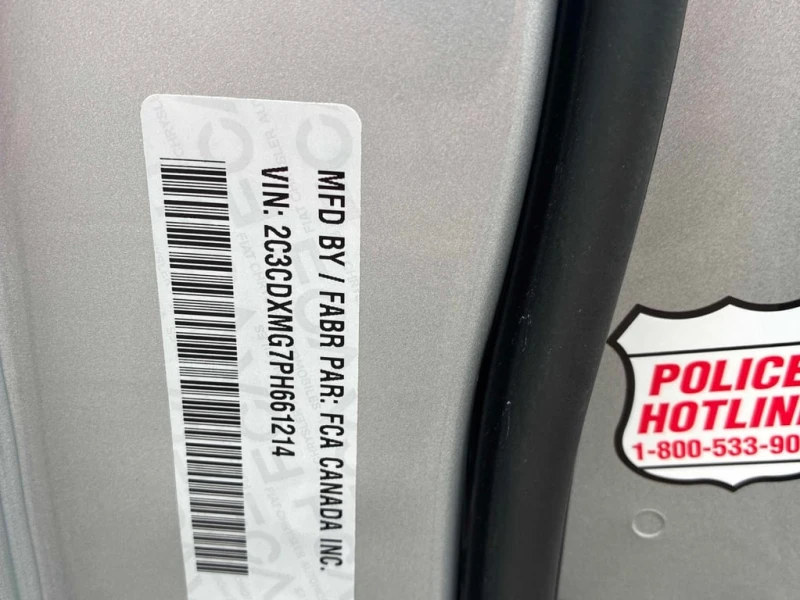 MFD BY / FABR PAR: FCA CANADA INC.
VIN: 2C3CDXMG7PH661214
POLICE
HOTLIN
1-800-533-90